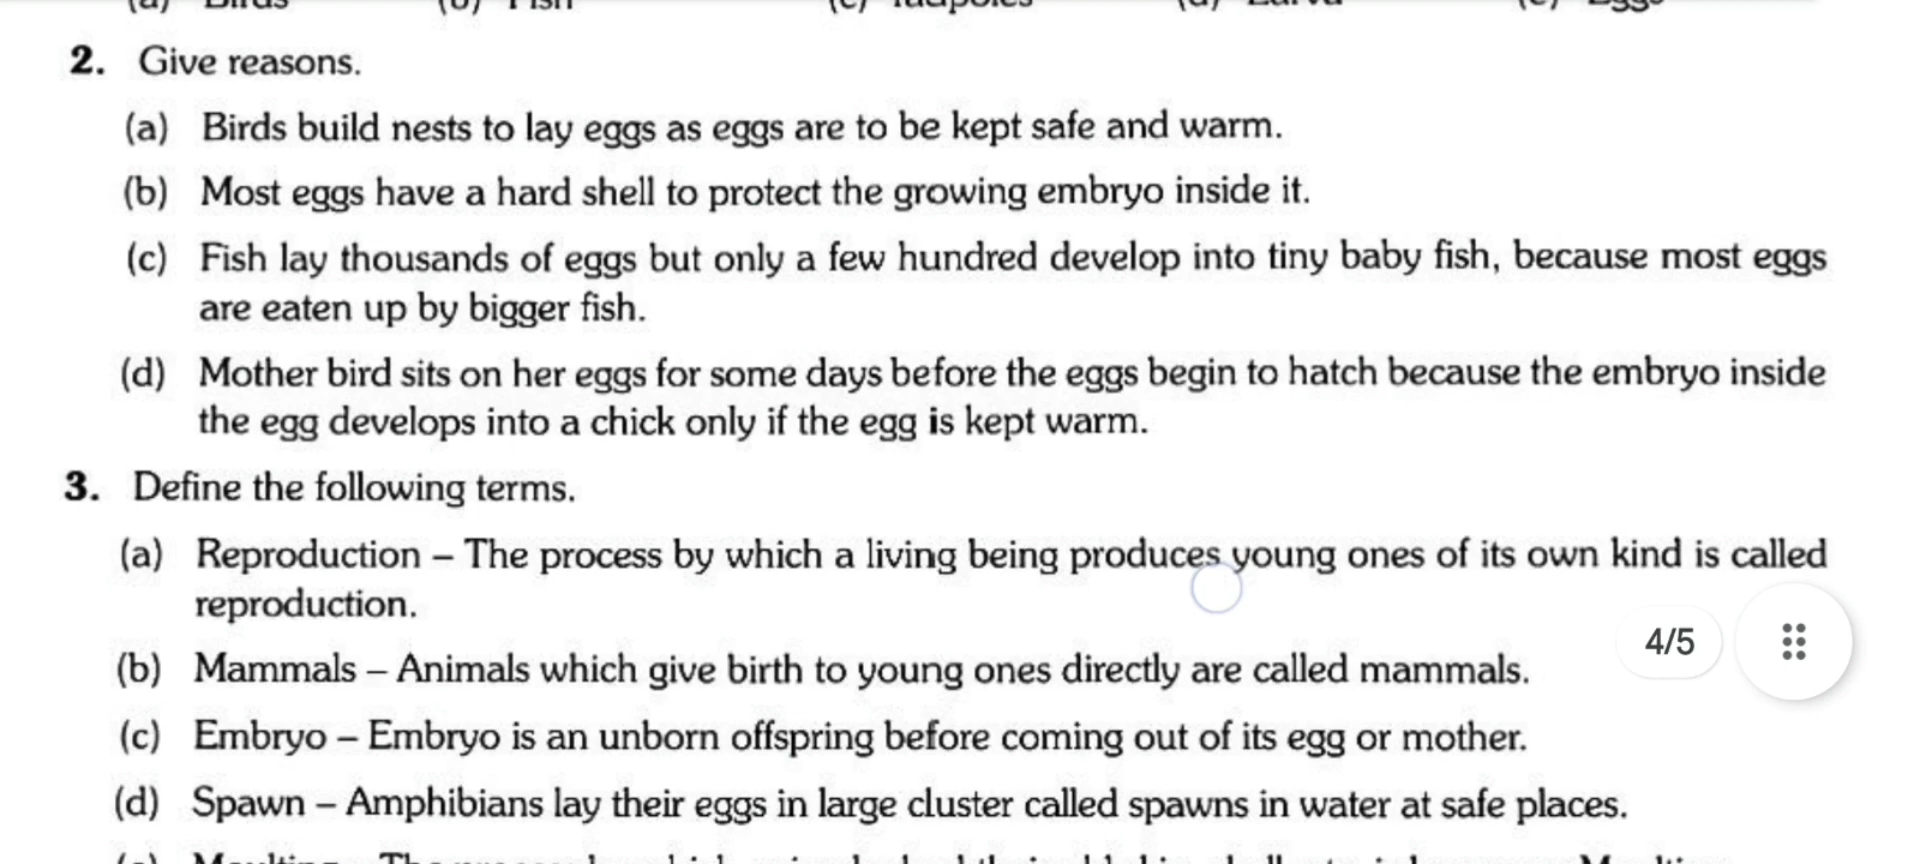 (a) Birds (b) Fish (c) Tadpoles (d) Larva (e) Eggs
2. Give reasons.
(a) Birds build nests to lay eggs as eggs are to be kept safe and warm.
(b) Most eggs have a hard shell to protect the growing embryo inside it.
(c) Fish lay thousands of eggs but only a few hundred develop into tiny baby fish, because most eggs
are eaten up by bigger fish.
(d) Mother bird sits on her eggs for some days before the eggs begin to hatch because the embryo inside
the egg develops into a chick only if the egg is kept warm.
3. Define the following terms.
(a) Reproduction – The process by which a living being produces young ones of its own kind is called
reproduction.
4/5
(b) Mammals – Animals which give birth to young ones directly are called mammals.
(c) Embryo – Embryo is an unborn offspring before coming out of its egg or mother.
(d) Spawn – Amphibians lay their eggs in large cluster called spawns in water at safe places.
(e) Moulting – The